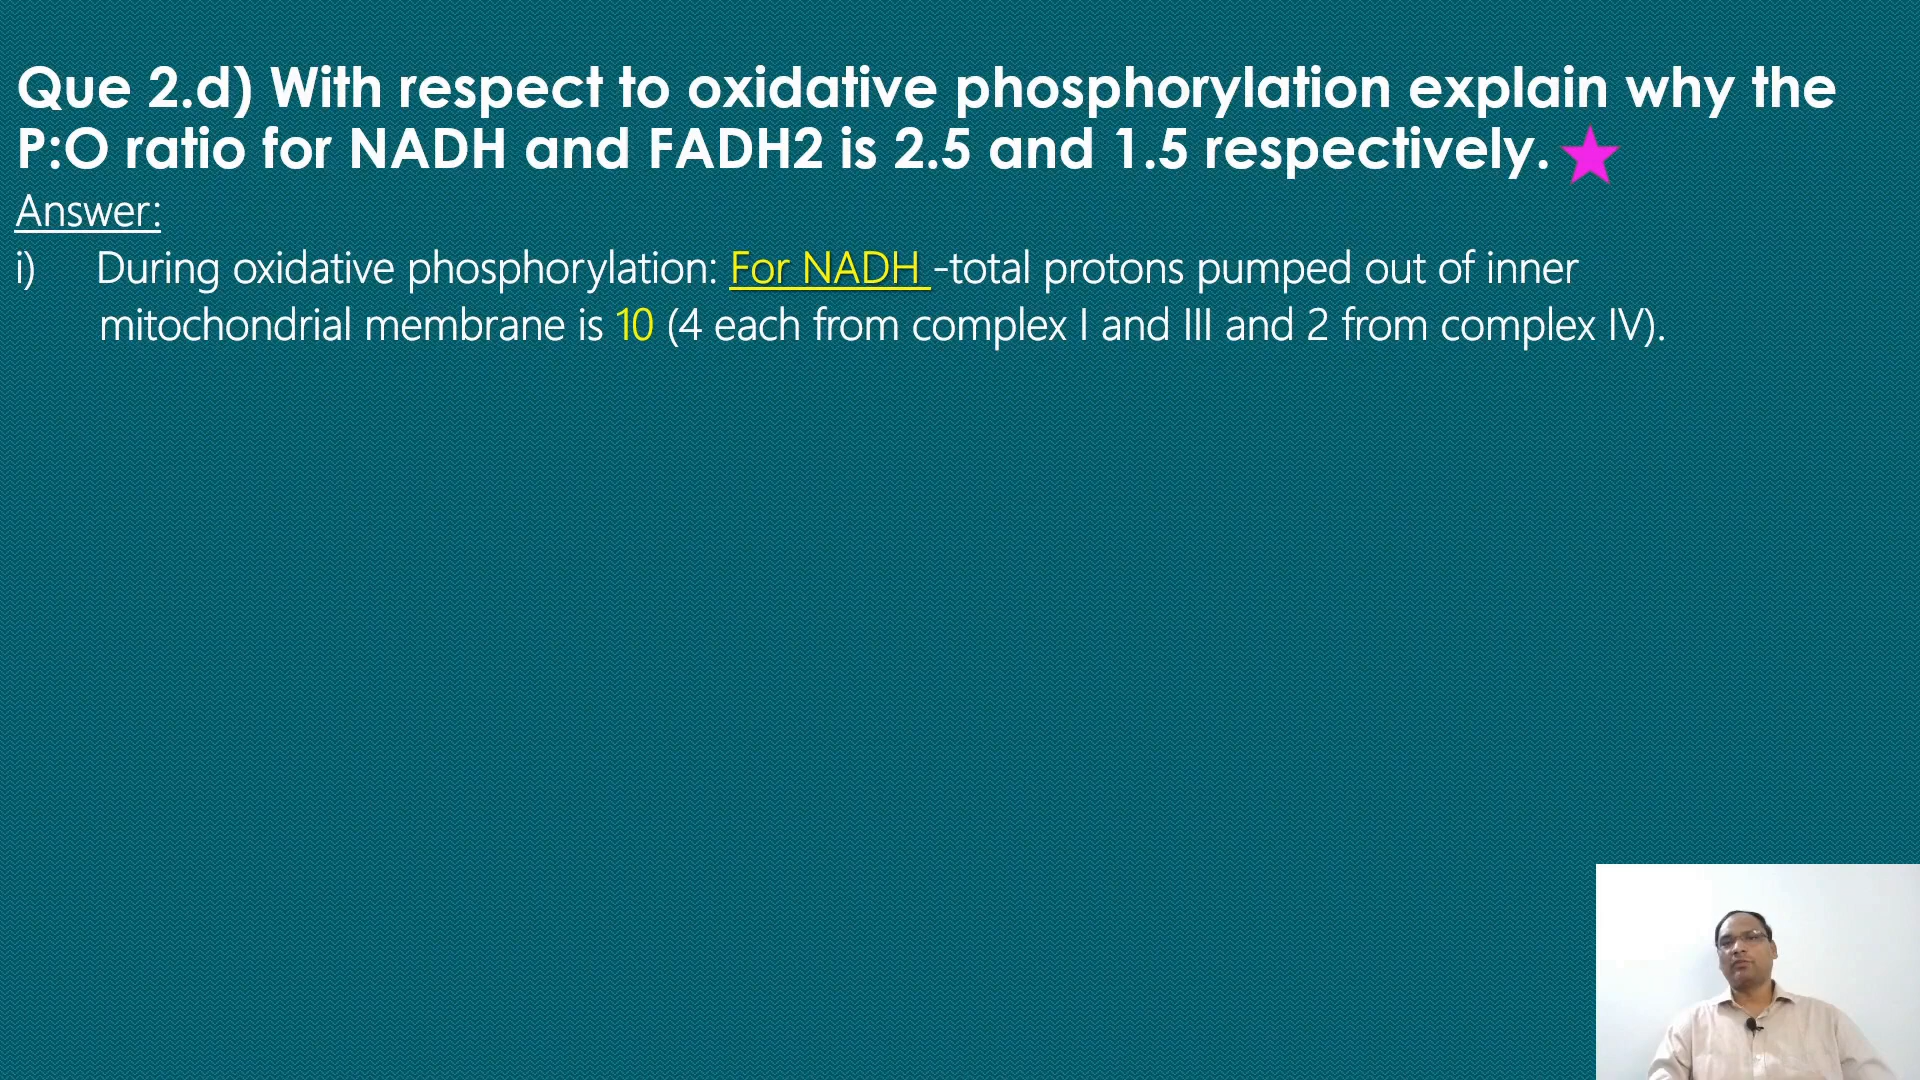 Que 2.d) With respect to oxidative phosphorylation explain why the
P:O ratio for NADH and FADH2 is 2.5 and 1.5 respectively.
Answer:
i) During oxidative phosphorylation: For NADH -total protons pumped out of inner
mitochondrial membrane is 10 (4 each from complex I and III and 2 from complex IV).